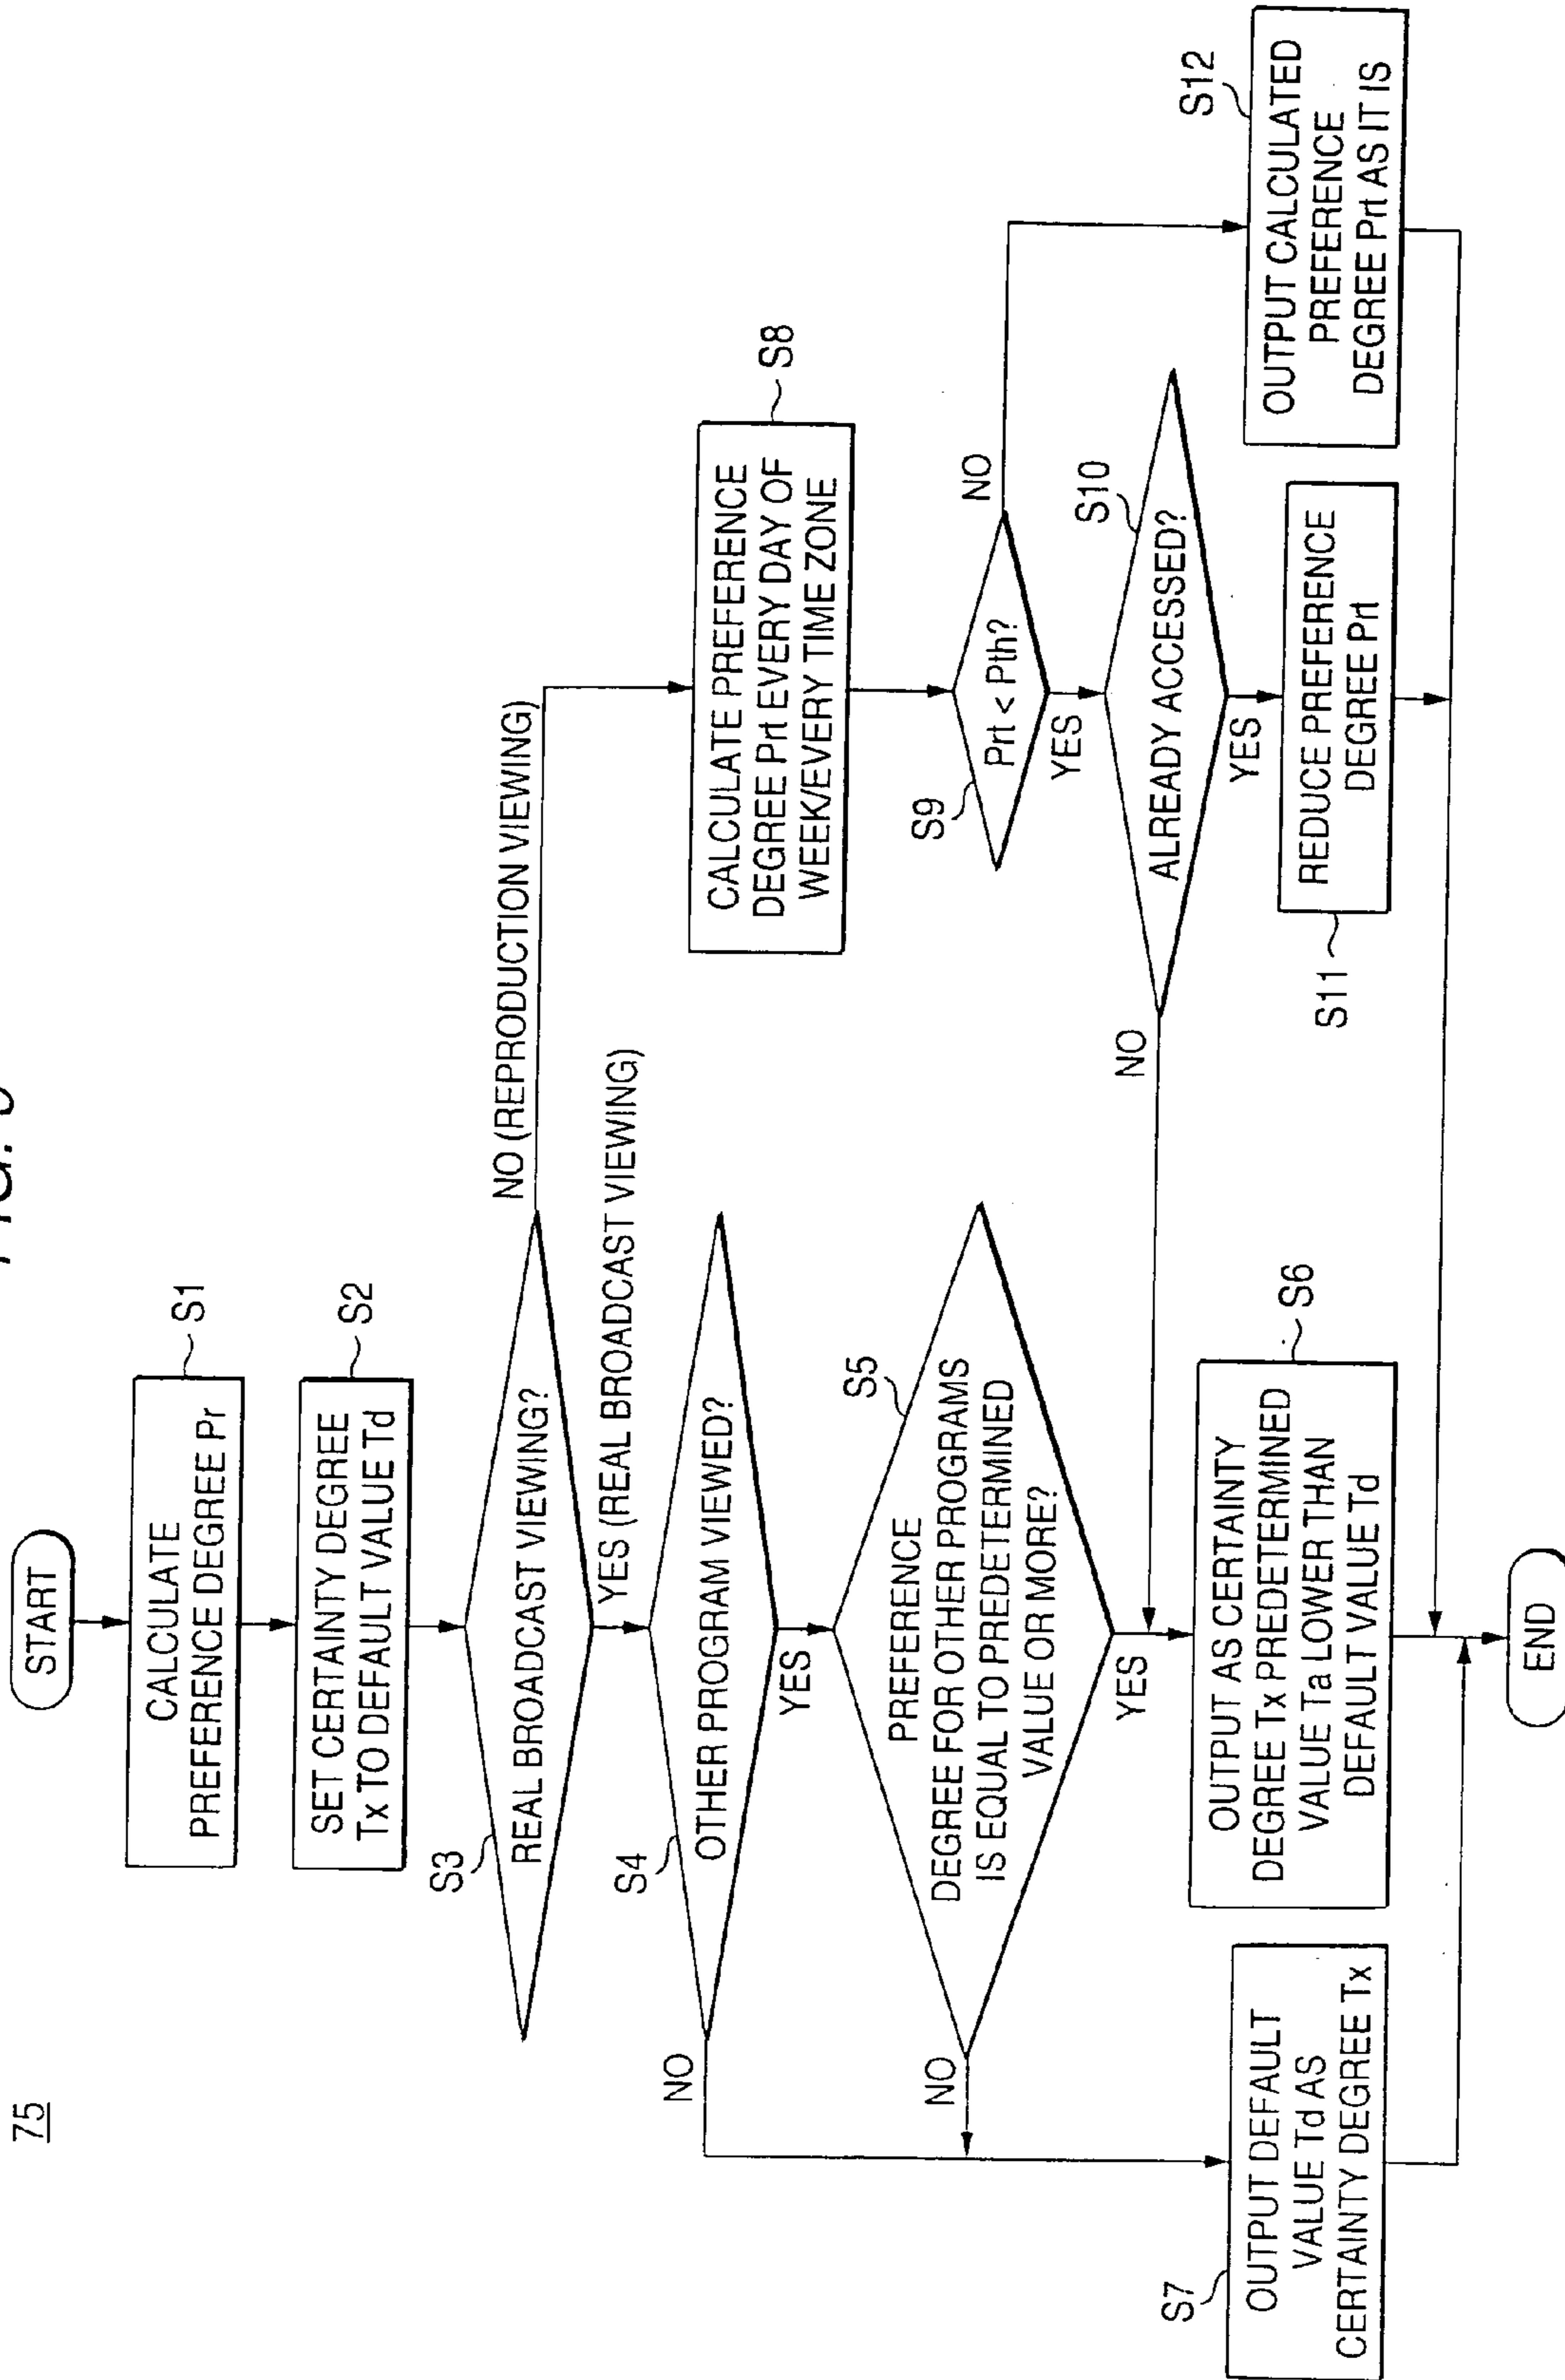 75
START
CALCULATE
PREFERENCE DEGREE Pr
S1
SET CERTAINTY DEGREE
Tx TO DEFAULT VALUE Td
S2
S3
REAL BROADCAST VIEWING?
NO (REPRODUCTION VIEWING)
YES (REAL BROADCAST VIEWING)
S4
OTHER PROGRAM VIEWED?
NO
YES
S5
PREFERENCE
DEGREE FOR OTHER PROGRAMS
IS EQUAL TO PREDETERMINED
VALUE OR MORE?
NO
YES
S6
OUTPUT AS CERTAINTY
DEGREE Tx PREDETERMINED
VALUE Ta LOWER THAN
DEFAULT VALUE Td
S7
OUTPUT DEFAULT
VALUE Td AS
CERTAINTY DEGREE Tx
CALCULATE PREFERENCE
DEGREE Prt EVERY DAY OF
WEEK/EVERY TIME ZONE
S8
S9
Prt < Pth?
NO
YES
S10
ALREADY ACCESSED?
NO
YES
S11
REDUCE PREFERENCE
DEGREE Prt
S12
OUTPUT CALCULATED
PREFERENCE
DEGREE Prt AS IT IS
END